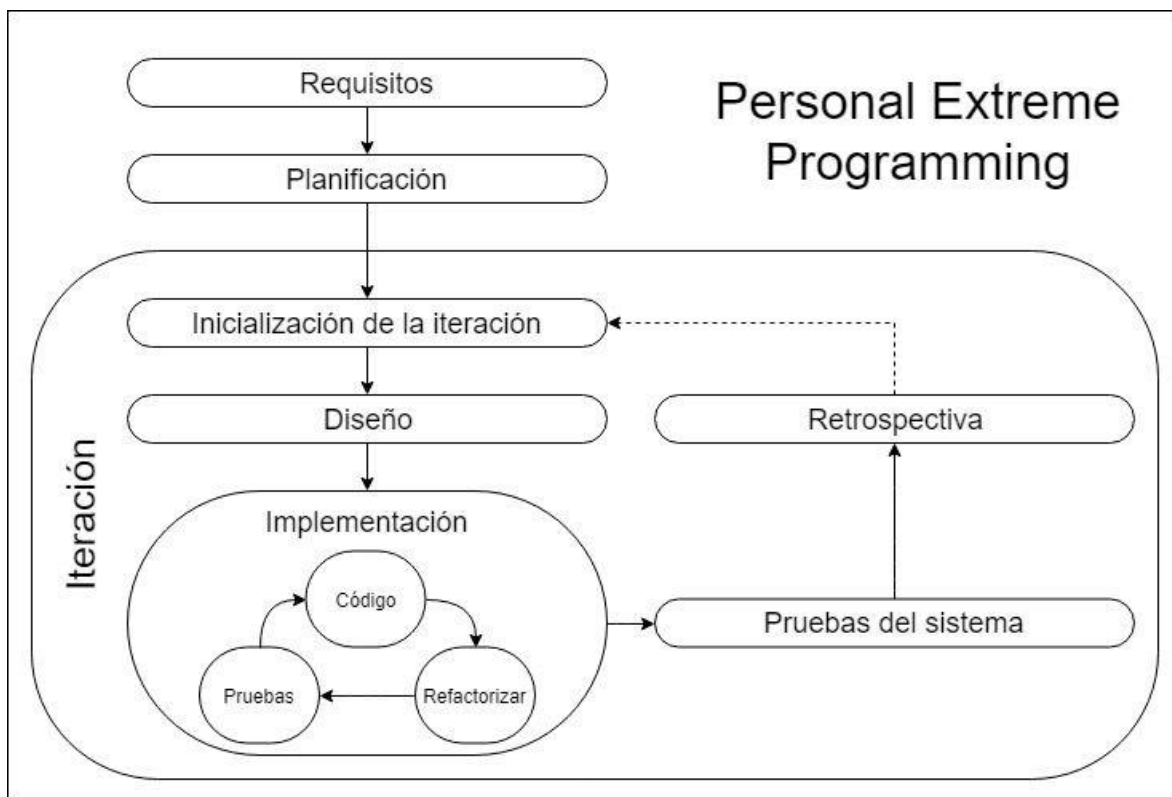 Requisitos
Personal Extreme
Programming
Planificación
Inicialización de la iteración
Diseño
Retrospectiva
Iteración
Implementación
Código
Pruebas
Refactorizar
Pruebas del sistema